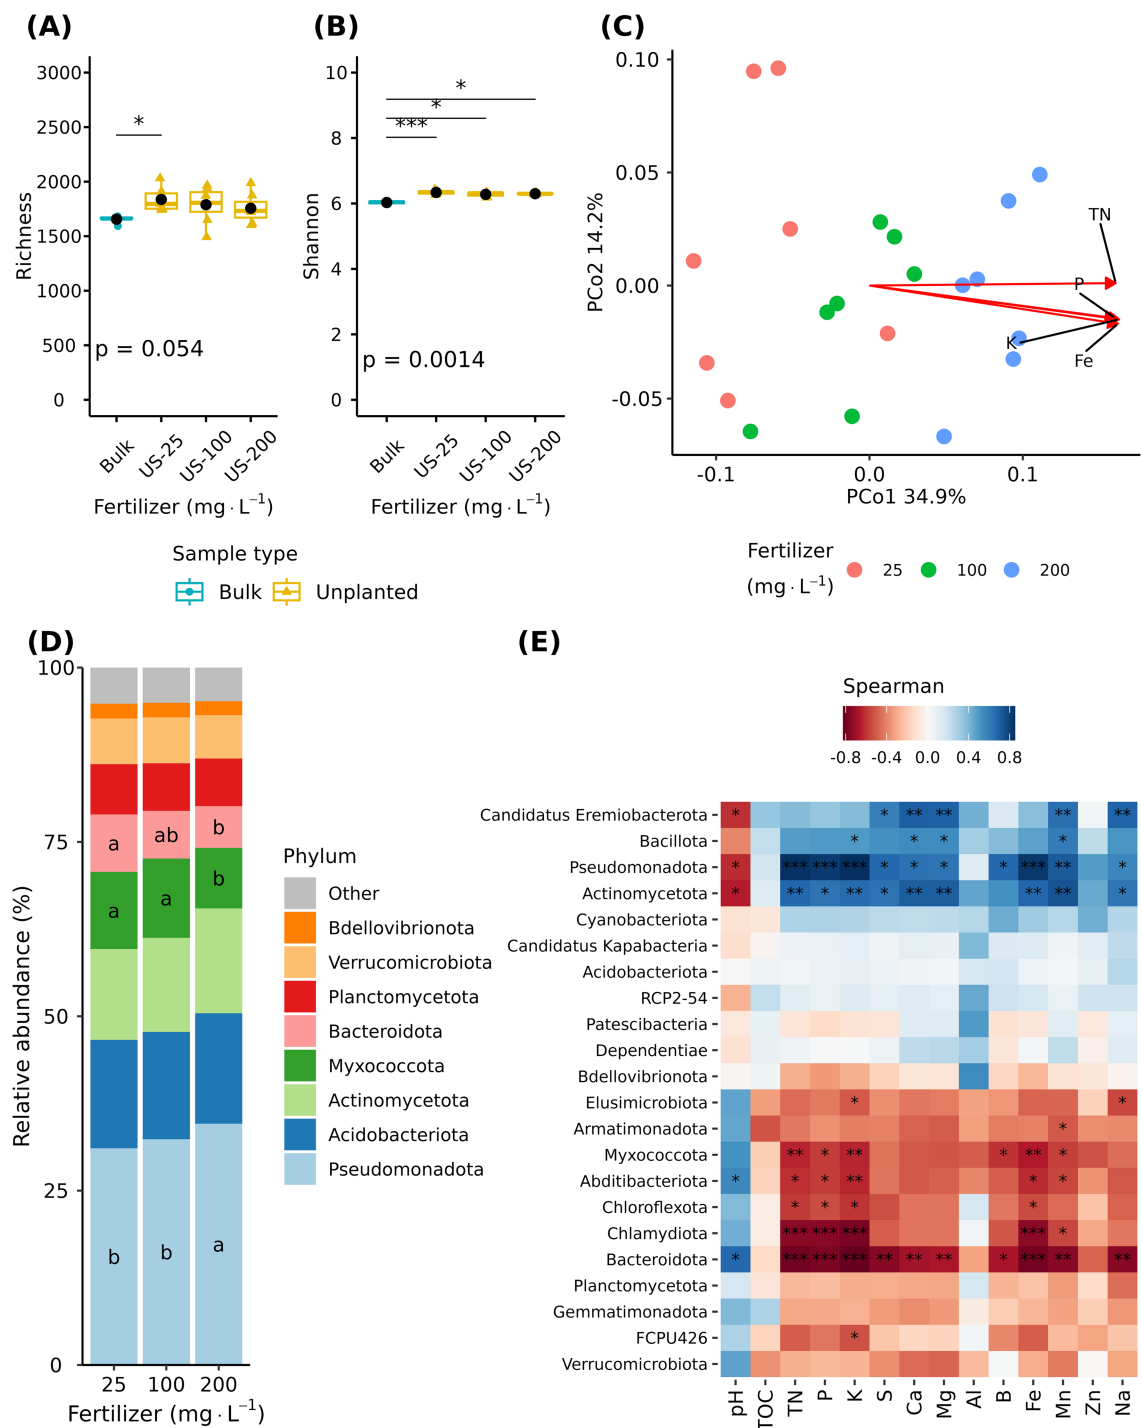 (A)
3000
2500
2000
1500
1000
500
0
Richness
*
p = 0.054
Bulk
US-25
US-100
US-200
Fertilizer (mg · L⁻¹)
(B)
10
8
6
4
2
0
Shannon
*
*
***
p = 0.0014
Bulk
US-25
US-100
US-200
Fertilizer (mg · L⁻¹)
Sample type
Bulk
Unplanted
(C)
0.10
0.05
0.00
-0.05
PCo2 14.2%
TN
P
K
Fe
-0.1
0.0
0.1
PCo1 34.9%
Fertilizer
(mg · L⁻¹)
25
100
200
(D)
100
75
50
25
0
Relative abundance (%)
a
ab
b
a
a
b
b
b
a
25
100
200
Fertilizer (mg · L⁻¹)
Phylum
Other
Bdellovibrionota
Verrucomicrobiota
Planctomycetota
Bacteroidota
Myxococcota
Actinomycetota
Acidobacteriota
Pseudomonadota
(E)
Spearman
-0.8 -0.4 0.0 0.4 0.8
Candidatus Eremiobacterota * * ** ** ** **
Bacillota * * * *
Pseudomonadota * *** *** *** * * * * *** ** *
Actinomycetota * ** * ** * ** ** ** ** *
Cyanobacteriota
Candidatus Kapabacteria
Acidobacteriota
RCP2-54
Patescibacteria
Dependentiae
Bdellovibrionota
Elusimicrobiota * *
Armatimonadota *
Myxococcota ** * ** * ** *
Abditibacteriota * * * ** * *
Chloroflexota * * * *
Chlamydiota *** *** *** *** *
Bacteroidota * *** *** *** ** ** ** * *** ** **
Planctomycetota
Gemmatimonadota
FCPU426 *
Verrucomicrobiota
pH TOC TN P K S Ca Mg Al B Fe Mn Zn Na